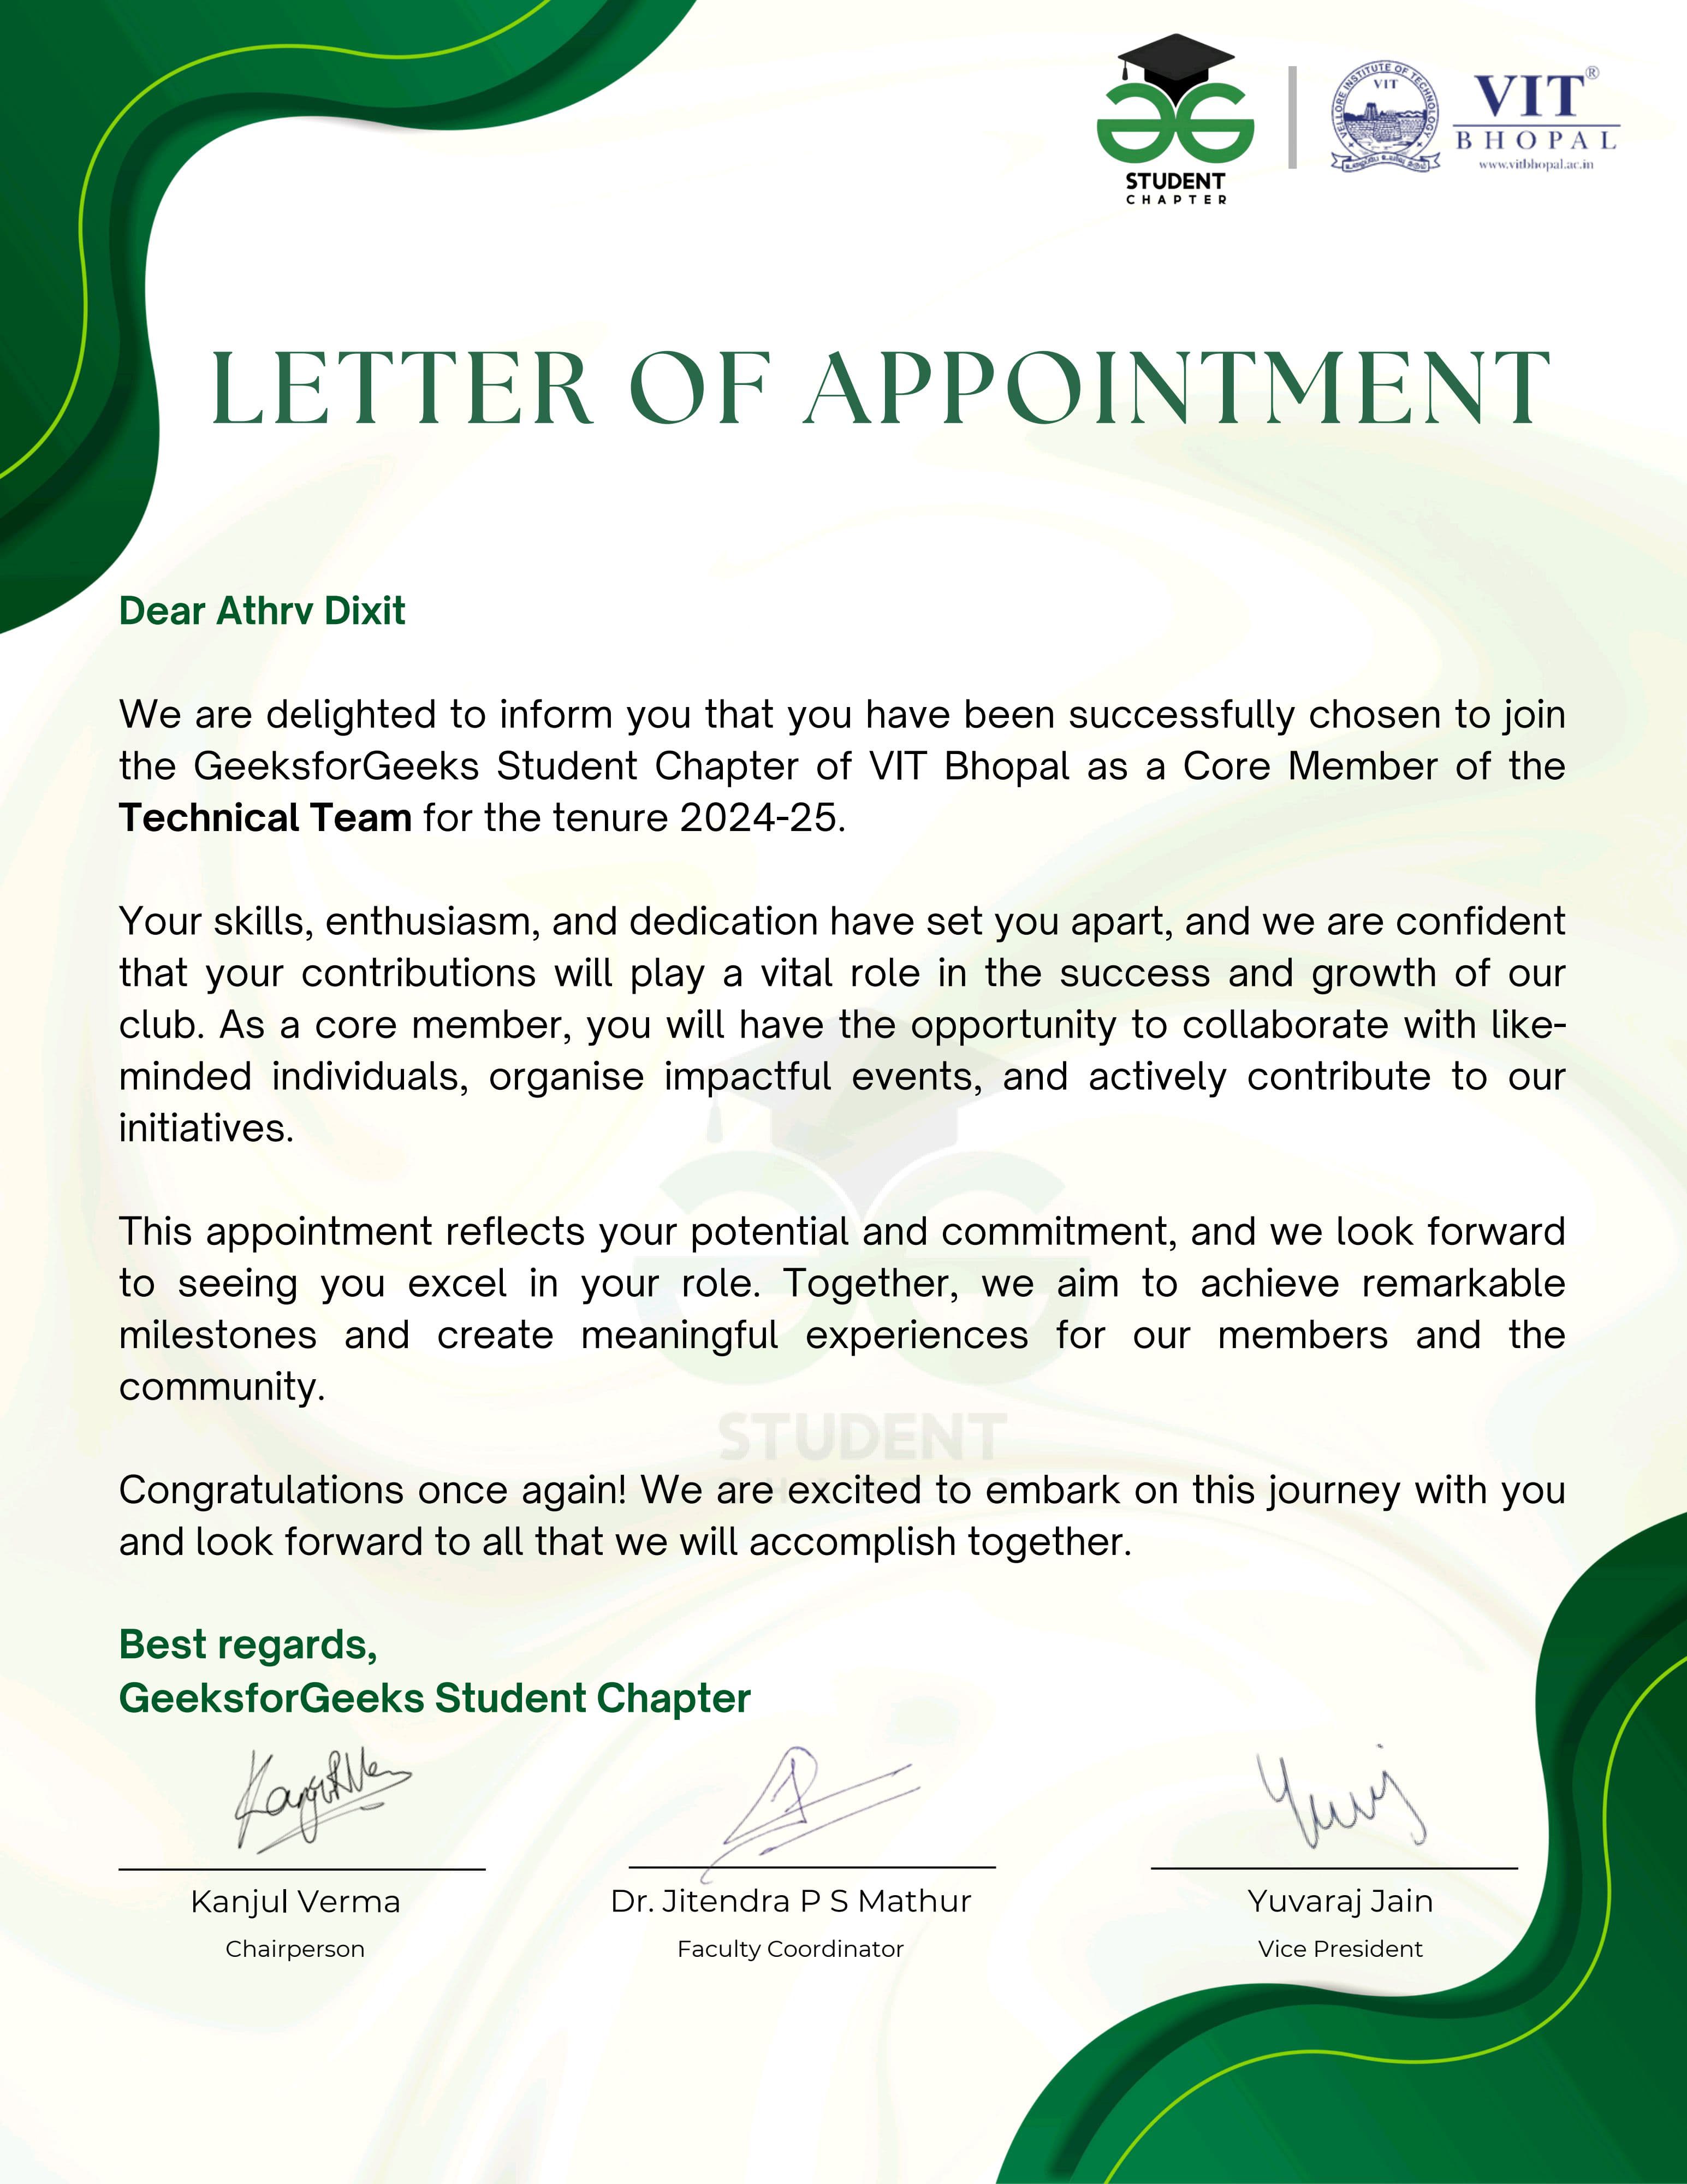 STUDENT
CHAPTER
VELLORE INSTITUTE OF TECHNOLOGY
VIT
VIT®
BHOPAL
www.vitbhopal.ac.in
LETTER OF APPOINTMENT
Dear Athrv Dixit
We are delighted to inform you that you have been successfully chosen to join
the GeeksforGeeks Student Chapter of VIT Bhopal as a Core Member of the
Technical Team for the tenure 2024-25.
Your skills, enthusiasm, and dedication have set you apart, and we are confident
that your contributions will play a vital role in the success and growth of our
club. As a core member, you will have the opportunity to collaborate with like-
minded individuals, organise impactful events, and actively contribute to our
initiatives.
This appointment reflects your potential and commitment, and we look forward
to seeing you excel in your role. Together, we aim to achieve remarkable
milestones and create meaningful experiences for our members and the
community.
STUDENT
Congratulations once again! We are excited to embark on this journey with you
and look forward to all that we will accomplish together.
Best regards,
GeeksforGeeks Student Chapter
Kanjul Verma
Dr. Jitendra P S Mathur
Yuvaraj Jain
Chairperson
Faculty Coordinator
Vice President